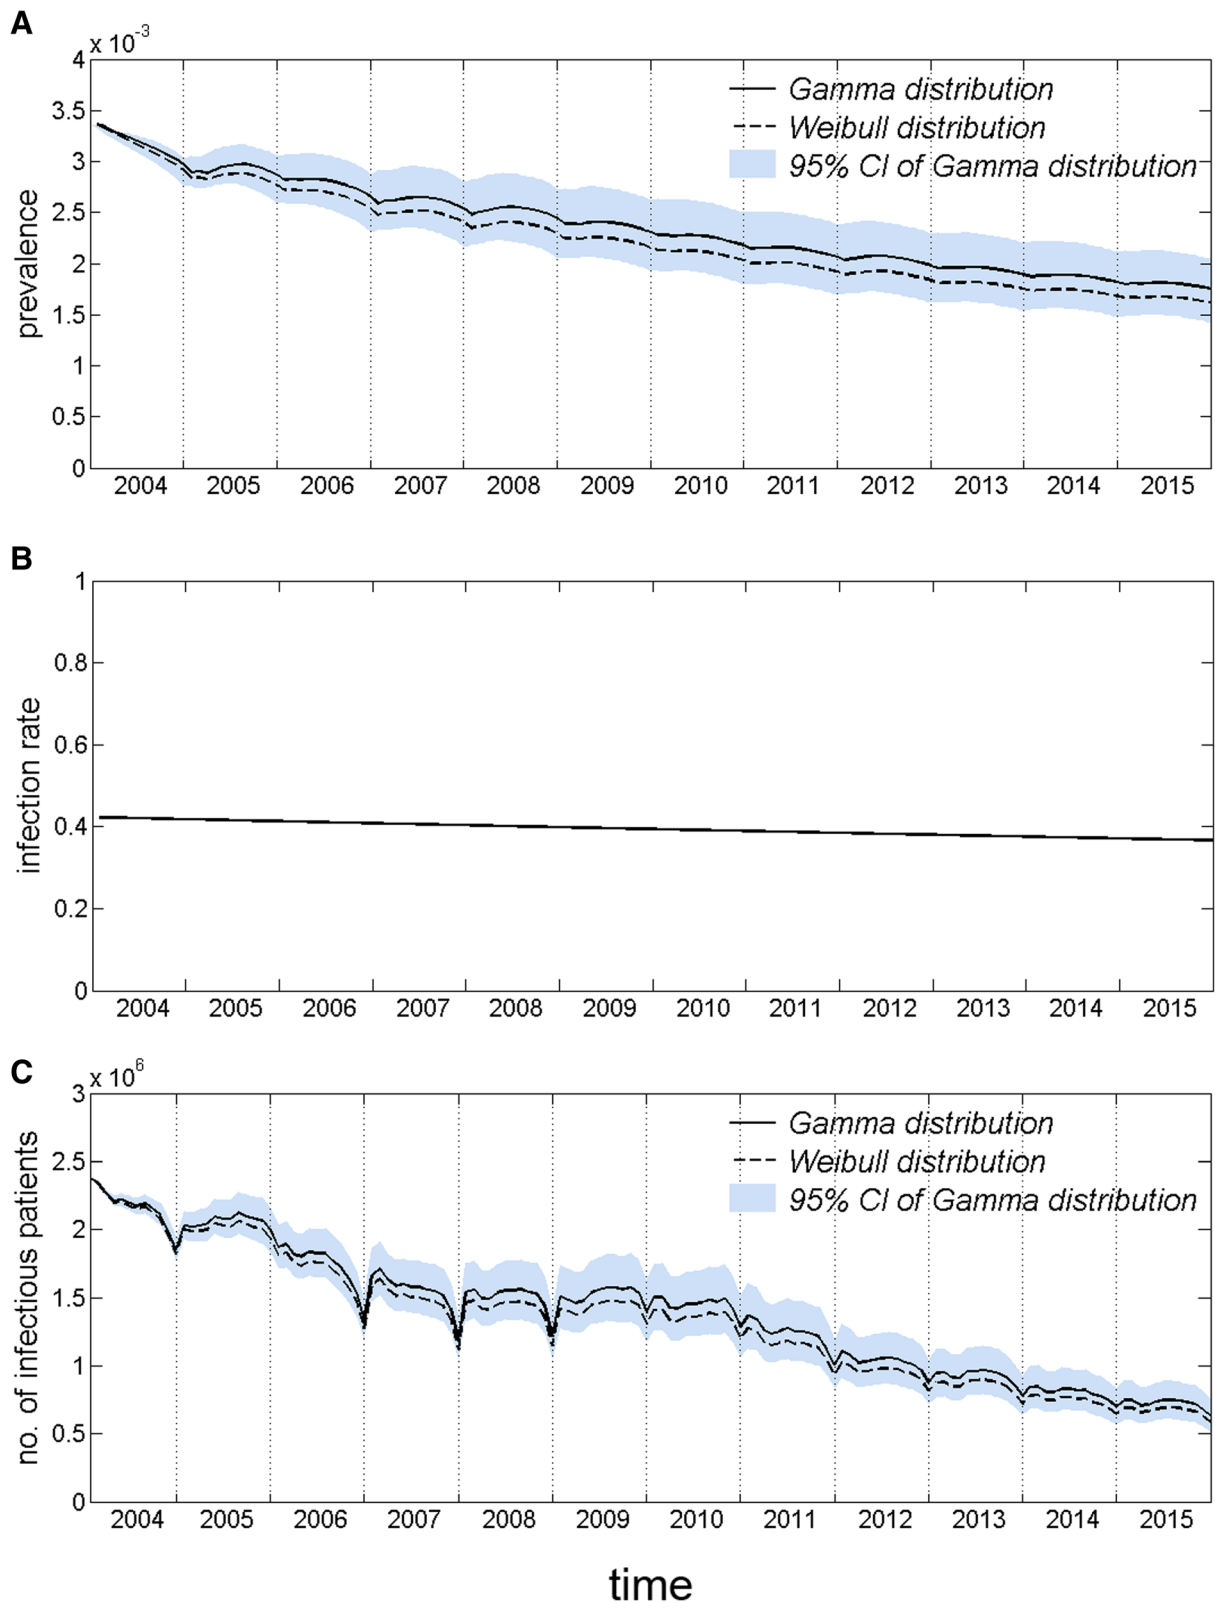 A
x 10-3
4
3.5
3
2.5
2
1.5
1
0.5
0
prevalence
Gamma distribution
Weibull distribution
95% CI of Gamma distribution
2004 2005 2006 2007 2008 2009 2010 2011 2012 2013 2014 2015
B
1
0.8
0.6
0.4
0.2
0
infection rate
2004 2005 2006 2007 2008 2009 2010 2011 2012 2013 2014 2015
C
x 10^6
3
2.5
2
1.5
1
0.5
0
no. of infectious patients
Gamma distribution
Weibull distribution
95% CI of Gamma distribution
2004 2005 2006 2007 2008 2009 2010 2011 2012 2013 2014 2015
time